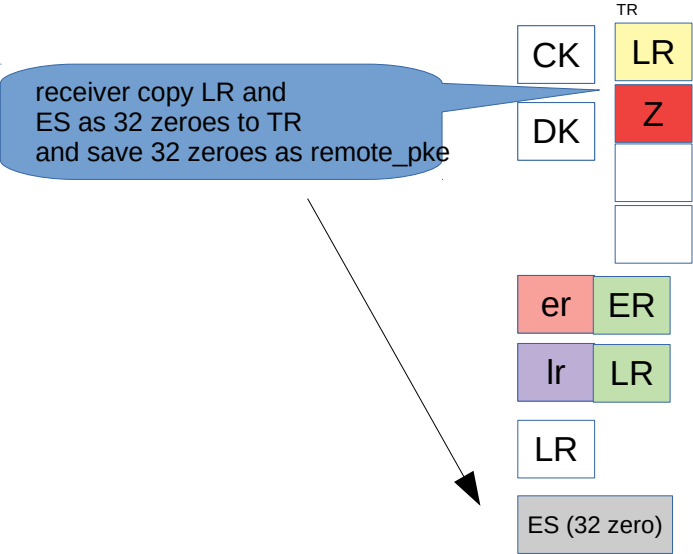 TR
CK
LR
receiver copy LR and
ES as 32 zeroes to TR
and save 32 zeroes as remote_pke
Z
DK
er
ER
lr
LR
LR
ES (32 zero)